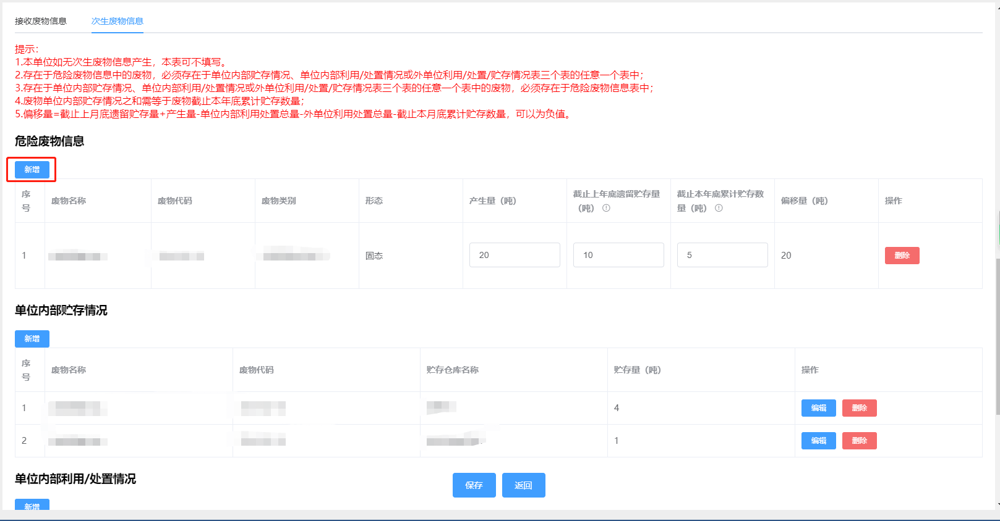 接收废物信息 次生废物信息
提示：
1.本单位如无次生废物信息产生，本表可不填写。
2.存在于危险废物信息中的废物，必须存在于单位内部贮存情况、单位内部利用/处置情况或外单位利用/处置/贮存情况表三个表的任意一个表中；
3.存在于单位内部贮存情况、单位内部利用/处置情况或外单位利用/处置/贮存情况表三个表的任意一个表中的废物，必须存在于危险废物信息表中；
4.废物单位内部贮存情况之和需等于废物截止本年底累计贮存数量；
5.偏移量=截止上月底遗留贮存量+产生量-单位内部利用处置总量-外单位利用处置总量-截止本月底累计贮存数量，可以为负值。
危险废物信息
新增
序号 废物名称 废物代码 废物类别 形态 产生量（吨） 截止上年底遗留贮存量（吨） 截止本年底累计贮存数量（吨） 偏移量（吨） 操作
1 固态 20 10 5 20 删除
单位内部贮存情况
新增
序号 废物名称 废物代码 贮存仓库名称 贮存量（吨） 操作
1 4 编辑 删除
2 1 编辑 删除
单位内部利用/处置情况
保存 返回
新增